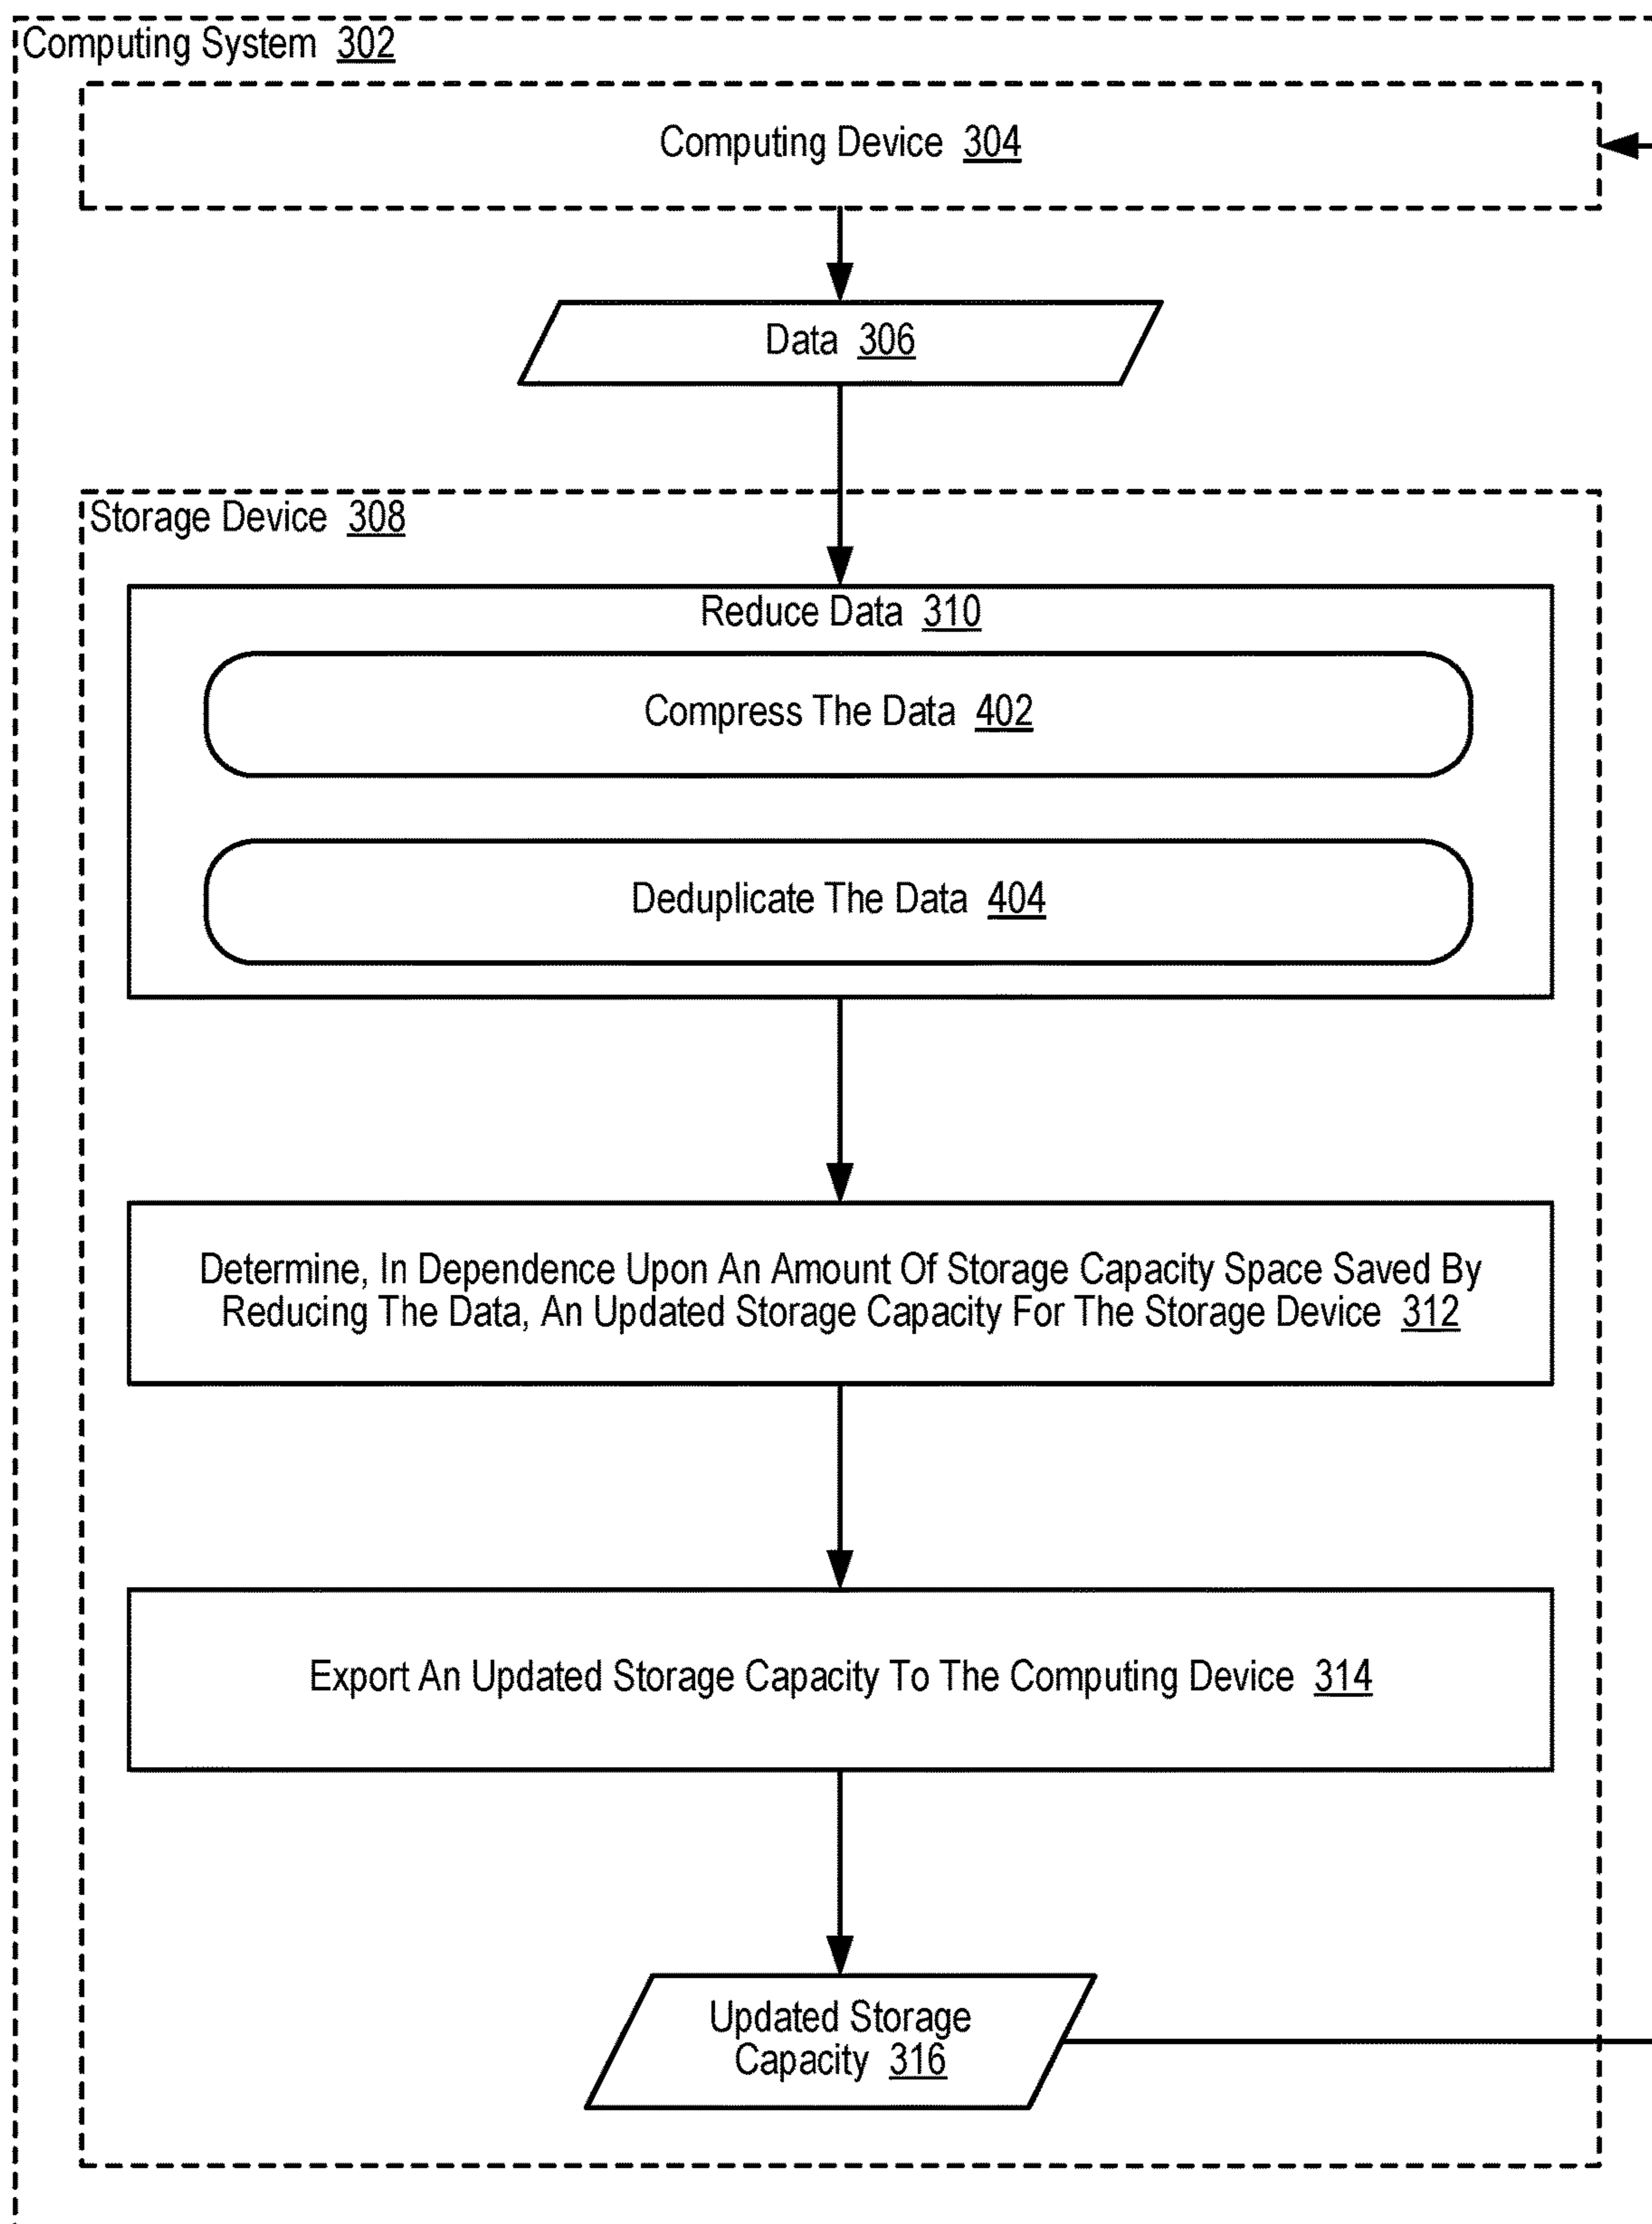 Computing System 302
Computing Device 304
Data 306
Storage Device 308
Reduce Data 310
Compress The Data 402
Deduplicate The Data 404
Determine, In Dependence Upon An Amount Of Storage Capacity Space Saved By
Reducing The Data, An Updated Storage Capacity For The Storage Device 312
Export An Updated Storage Capacity To The Computing Device 314
Updated Storage
Capacity 316